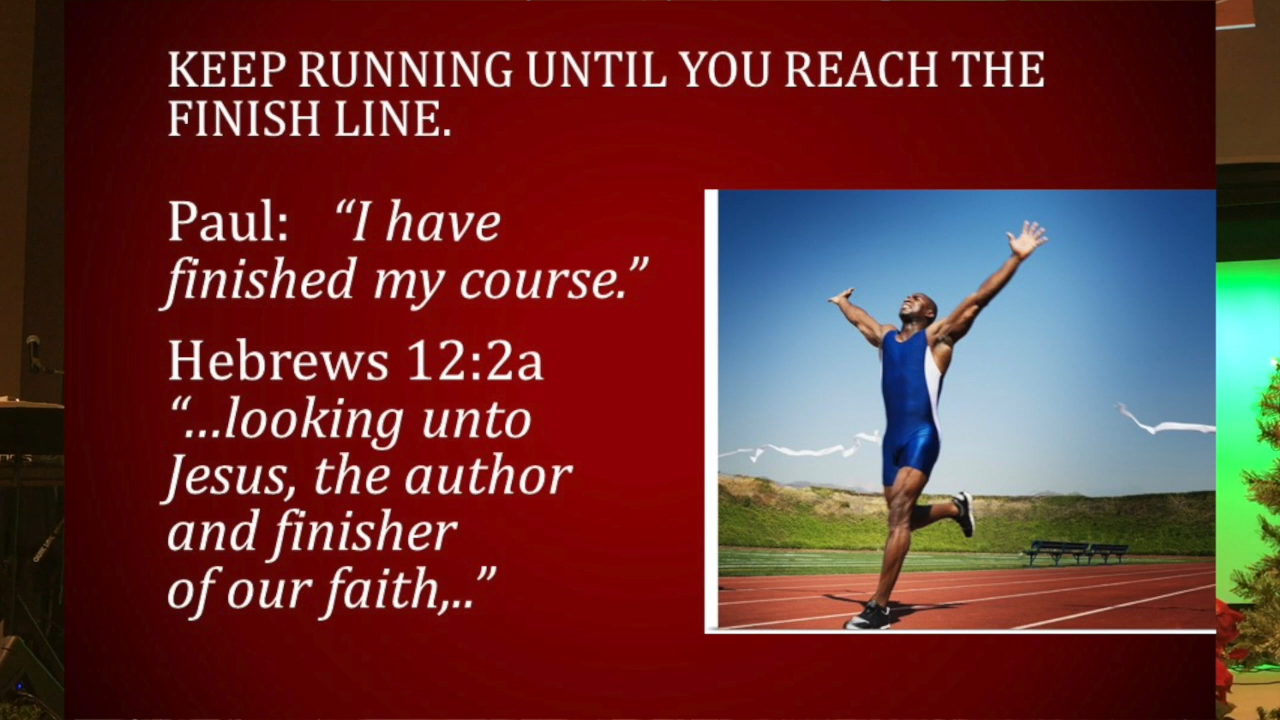 KEEP RUNNING UNTIL YOU REACH THE
FINISH LINE.
Paul: “I have
finished my course.”
Hebrews 12:2a
“...looking unto
Jesus, the author
and finisher
of our faith,..”